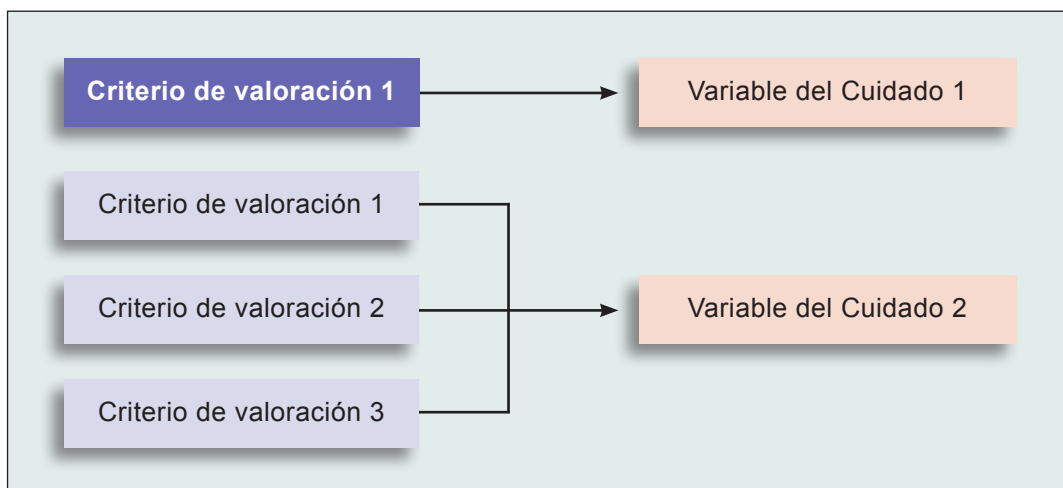 Criterio de valoración 1
Variable del Cuidado 1
Criterio de valoración 1
Criterio de valoración 2
Variable del Cuidado 2
Criterio de valoración 3